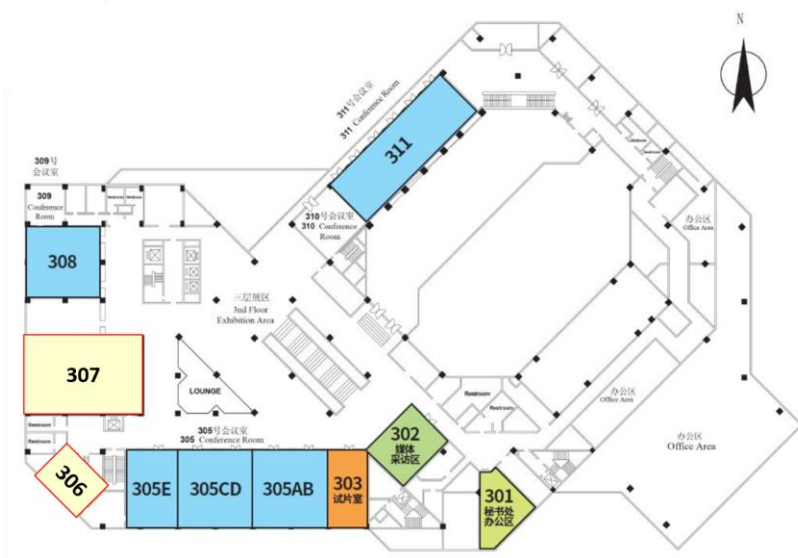 N
311号会议室
311 Conference Room
311
309号
会议室
309
Conference
Room
Restroom
Restroom
310号会议室
310 Conference
Room
办公区
Office Area
308
三层展区
3nd Floor
Exhibition Area
307
LOUNGE
Restroom
Restroom
办公区
Office Area
Restroom
Restroom
305号会议室
305 Conference Room
302
媒体
采访区
办公区
Office Area
306
305E
305CD
305AB
303
试片室
301
秘书处
办公区